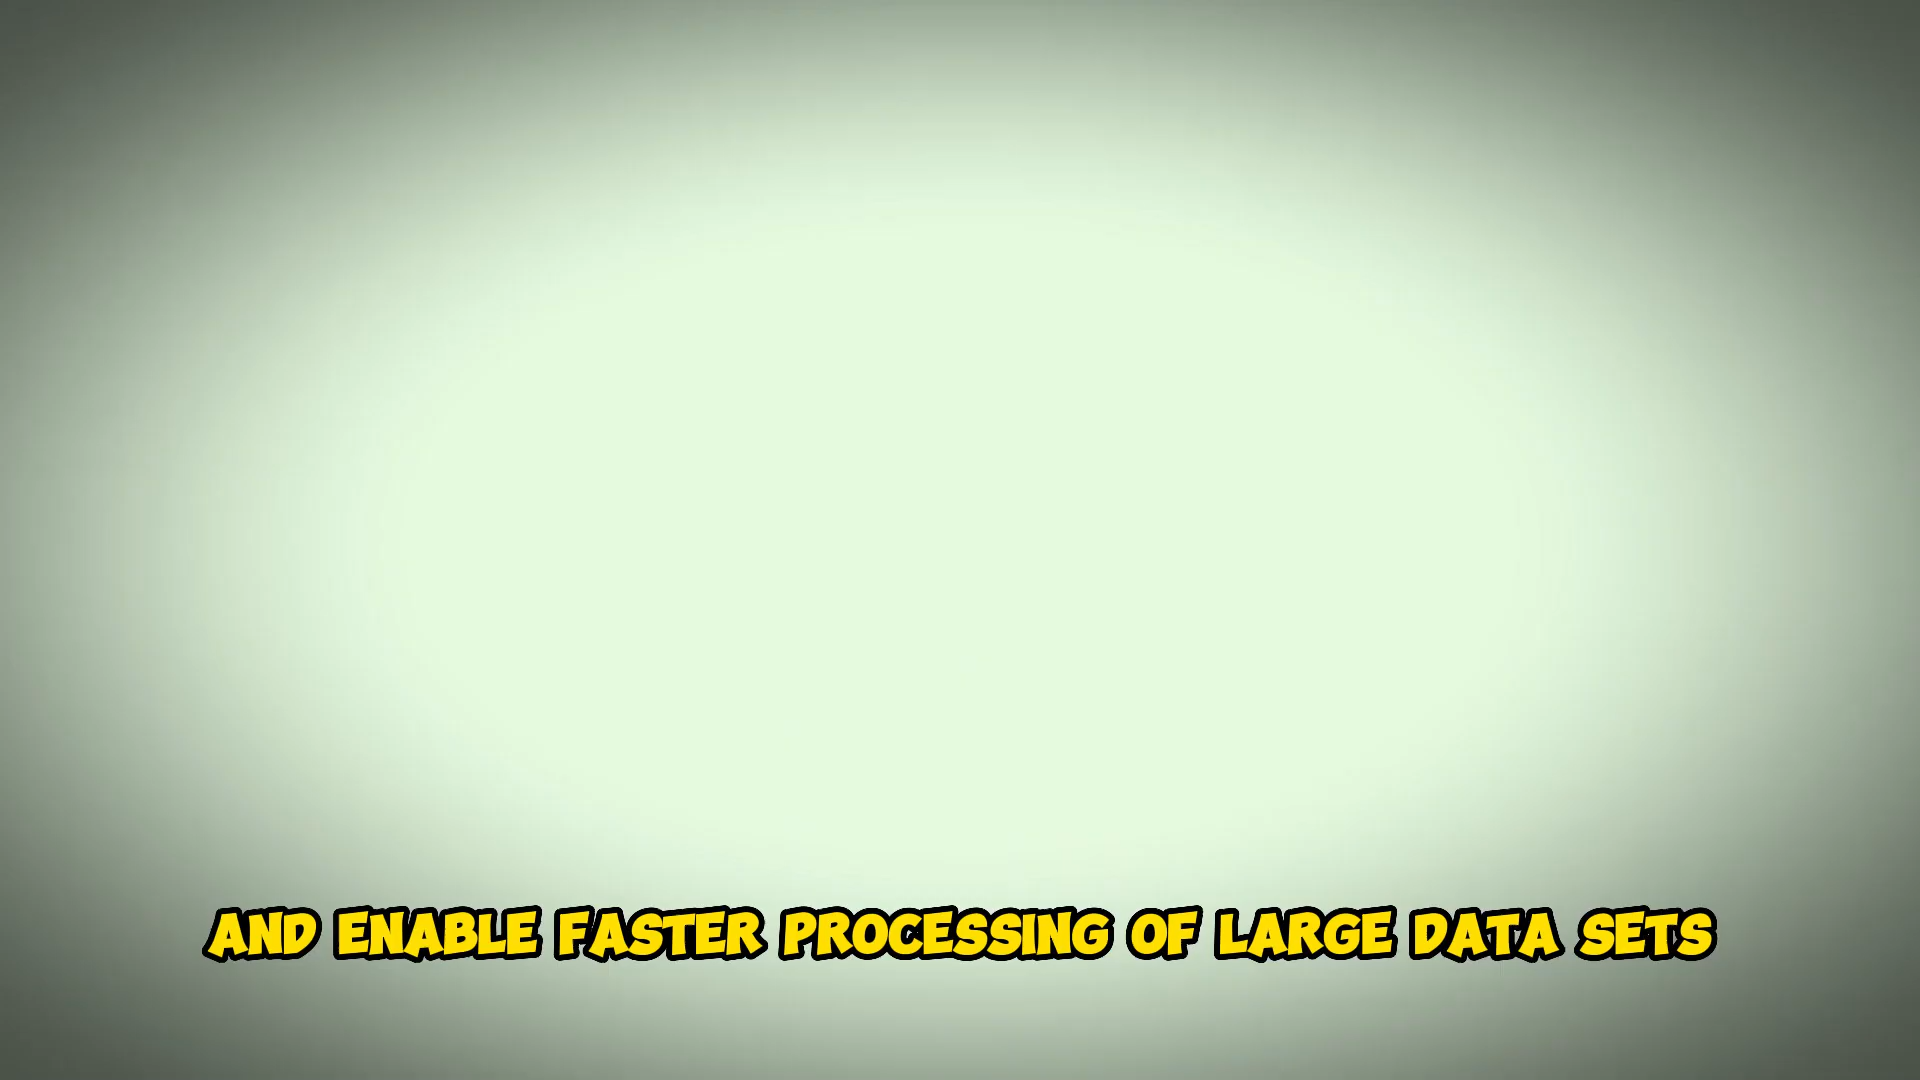 AND ENABLE FASTER PROCESSING OF LARGE DATA SETS